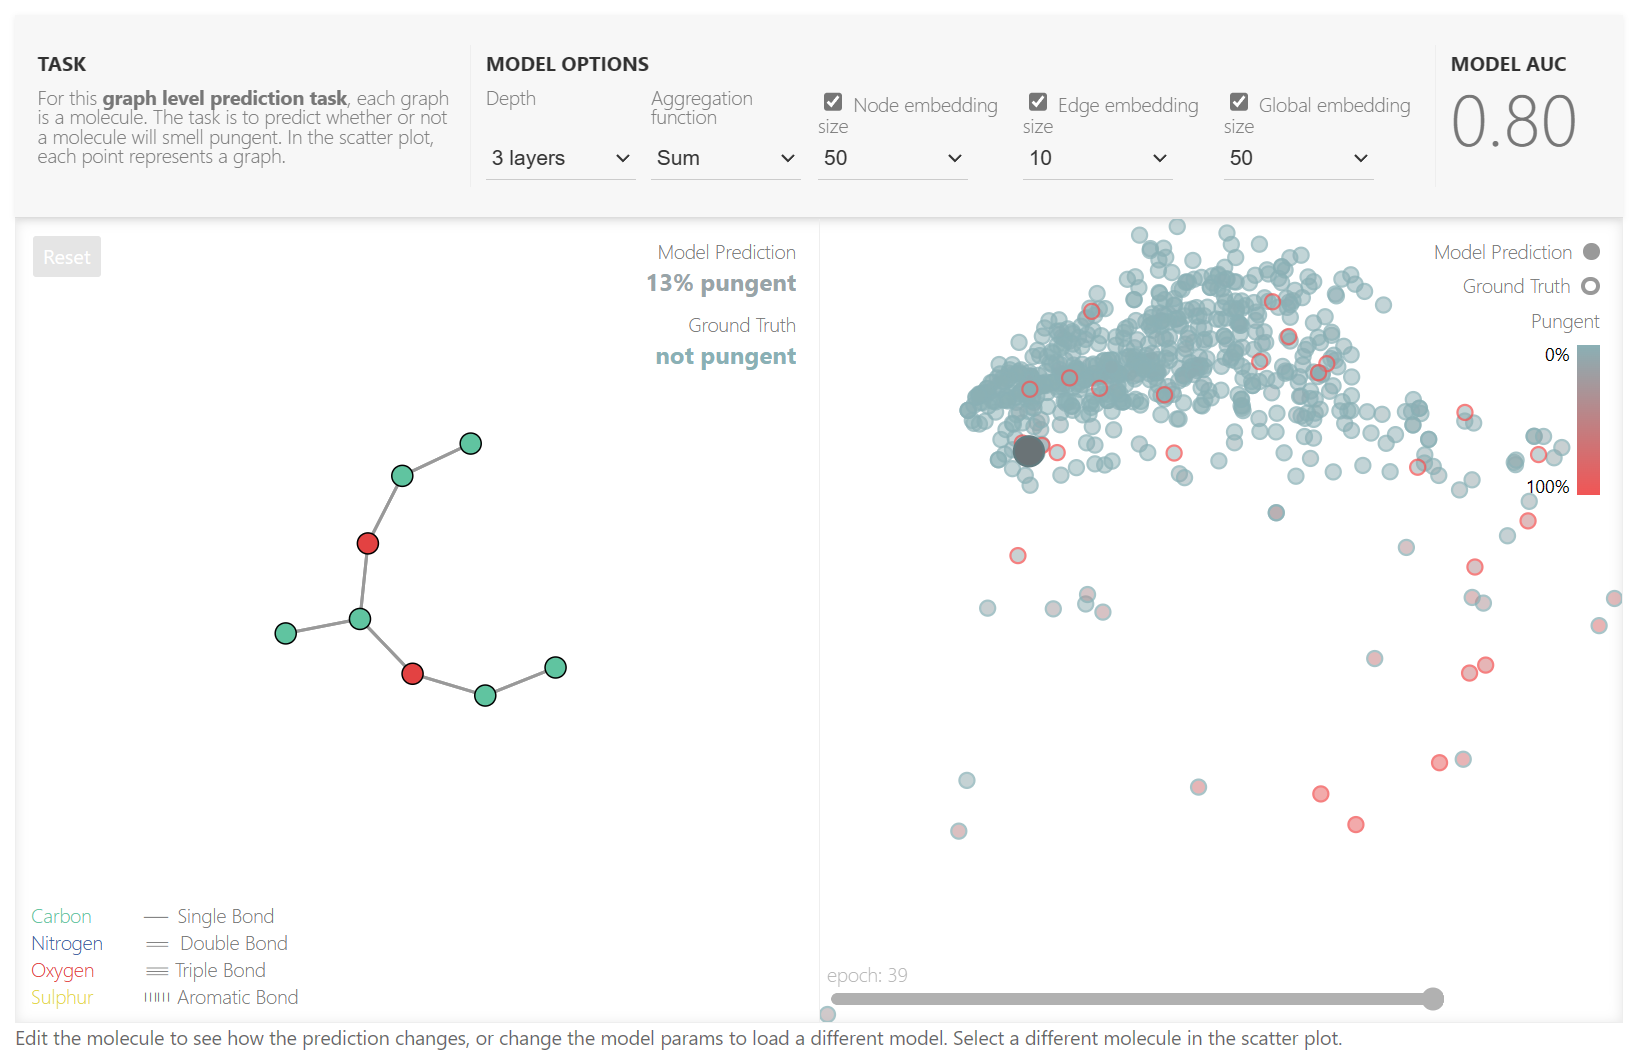 TASK
For this graph level prediction task, each graph
is a molecule. The task is to predict whether or not
a molecule will smell pungent. In the scatter plot,
each point represents a graph.
MODEL OPTIONS
Depth
3 layers
Aggregation
function
Sum
Node embedding
size
50
Edge embedding
size
10
Global embedding
size
50
MODEL AUC
0.80
Reset
Model Prediction
13% pungent
Ground Truth
not pungent
Carbon
Nitrogen
Oxygen
Sulphur
Single Bond
Double Bond
Triple Bond
Aromatic Bond
Model Prediction
Ground Truth
Pungent
0%
100%
epoch: 39
Edit the molecule to see how the prediction changes, or change the model params to load a different model. Select a different molecule in the scatter plot.